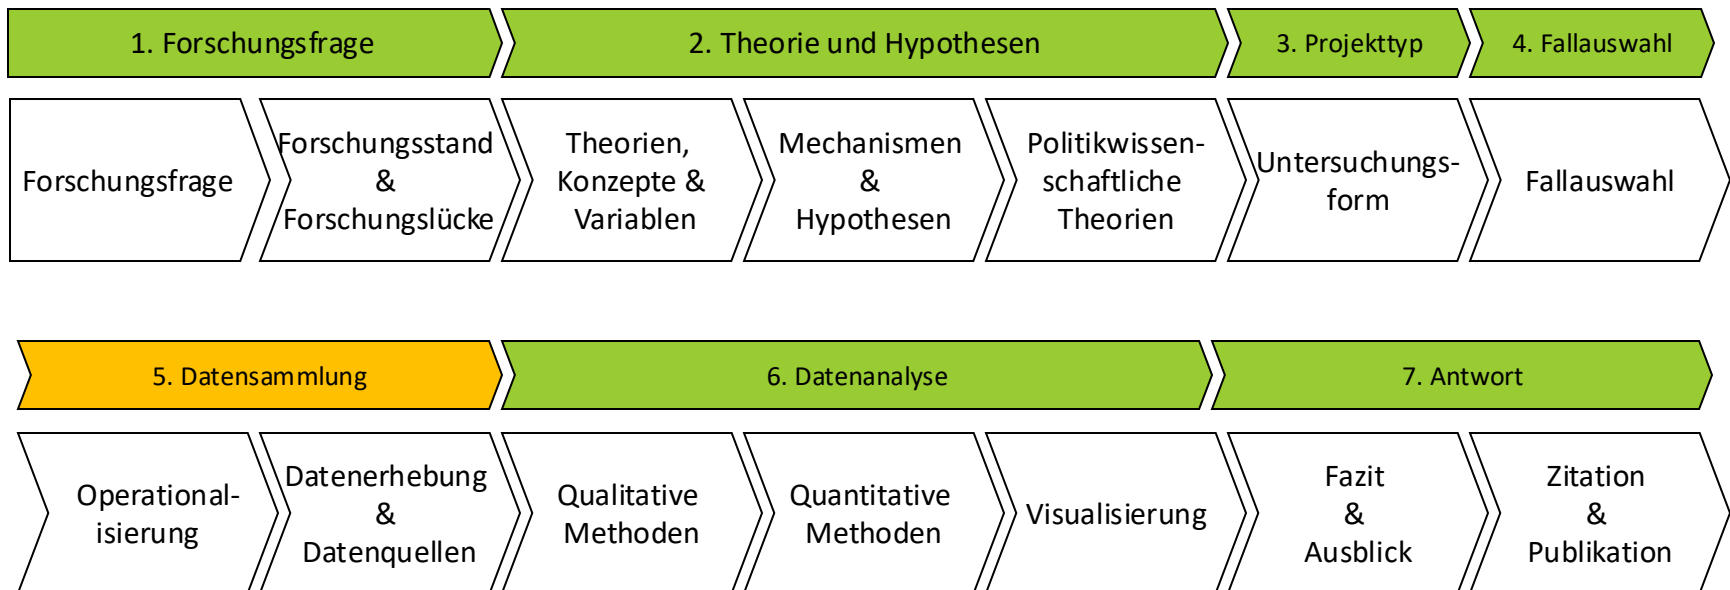 1. Forschungsfrage
2. Theorie und Hypothesen
3. Projekttyp
4. Fallauswahl
Forschungsfrage
Forschungsstand
&
Forschungslücke
Theorien,
Konzepte &
Variablen
Mechanismen
&
Hypothesen
Politikwissen-
schaftliche
Theorien
Untersuchungs-
form
Fallauswahl
5. Datensammlung
6. Datenanalyse
7. Antwort
Operational-
isierung
Datenerhebung
&
Datenquellen
Qualitative
Methoden
Quantitative
Methoden
Visualisierung
Fazit
&
Ausblick
Zitation
&
Publikation